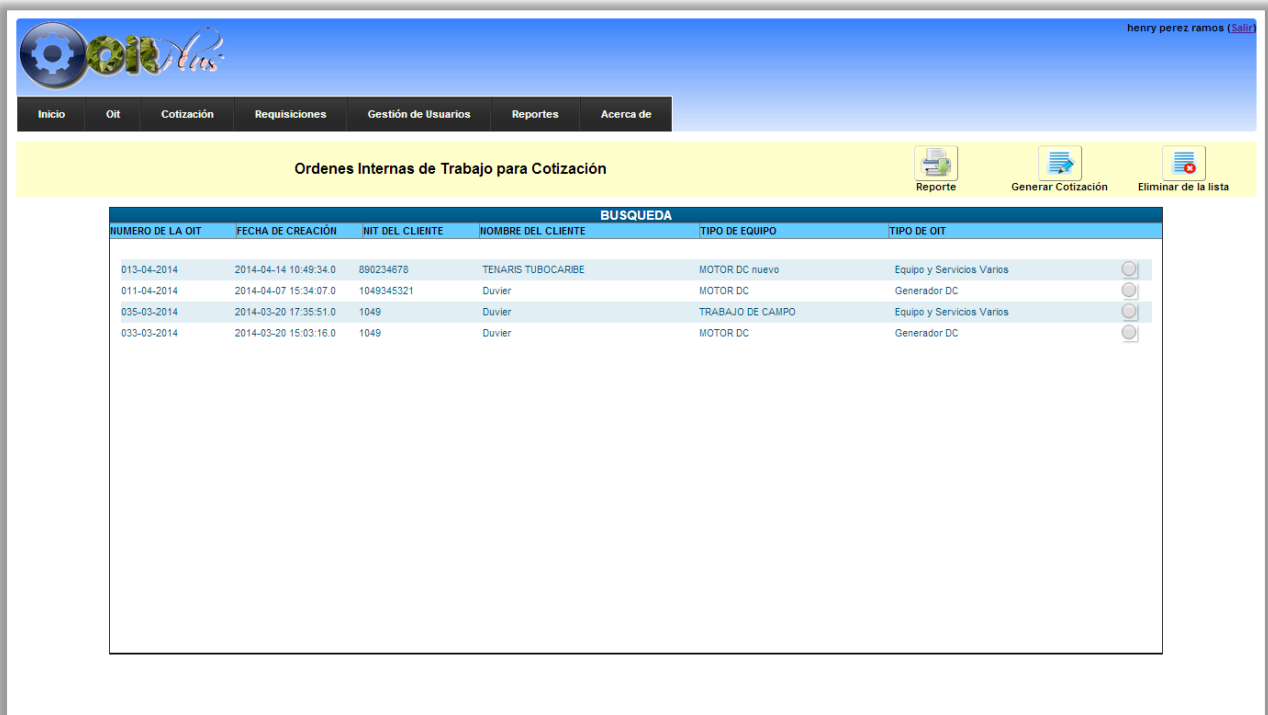 henry perez ramos (Salir)
OIT Plus
Inicio Oit Cotización Requisiciones Gestión de Usuarios Reportes Acerca de
Ordenes Internas de Trabajo para Cotización
Reporte Generar Cotización Eliminar de la lista
BUSQUEDA
NUMERO DE LA OIT FECHA DE CREACIÓN NIT DEL CLIENTE NOMBRE DEL CLIENTE TIPO DE EQUIPO TIPO DE OIT
013-04-2014 2014-04-14 10:49:34.0 890234678 TENARIS TUBOCARIBE MOTOR DC nuevo Equipo y Servicios Varios
011-04-2014 2014-04-07 15:34:07.0 1049345321 Duvier MOTOR DC Generador DC
035-03-2014 2014-03-20 17:35:51.0 1049 Duvier TRABAJO DE CAMPO Equipo y Servicios Varios
033-03-2014 2014-03-20 15:03:16.0 1049 Duvier MOTOR DC Generador DC